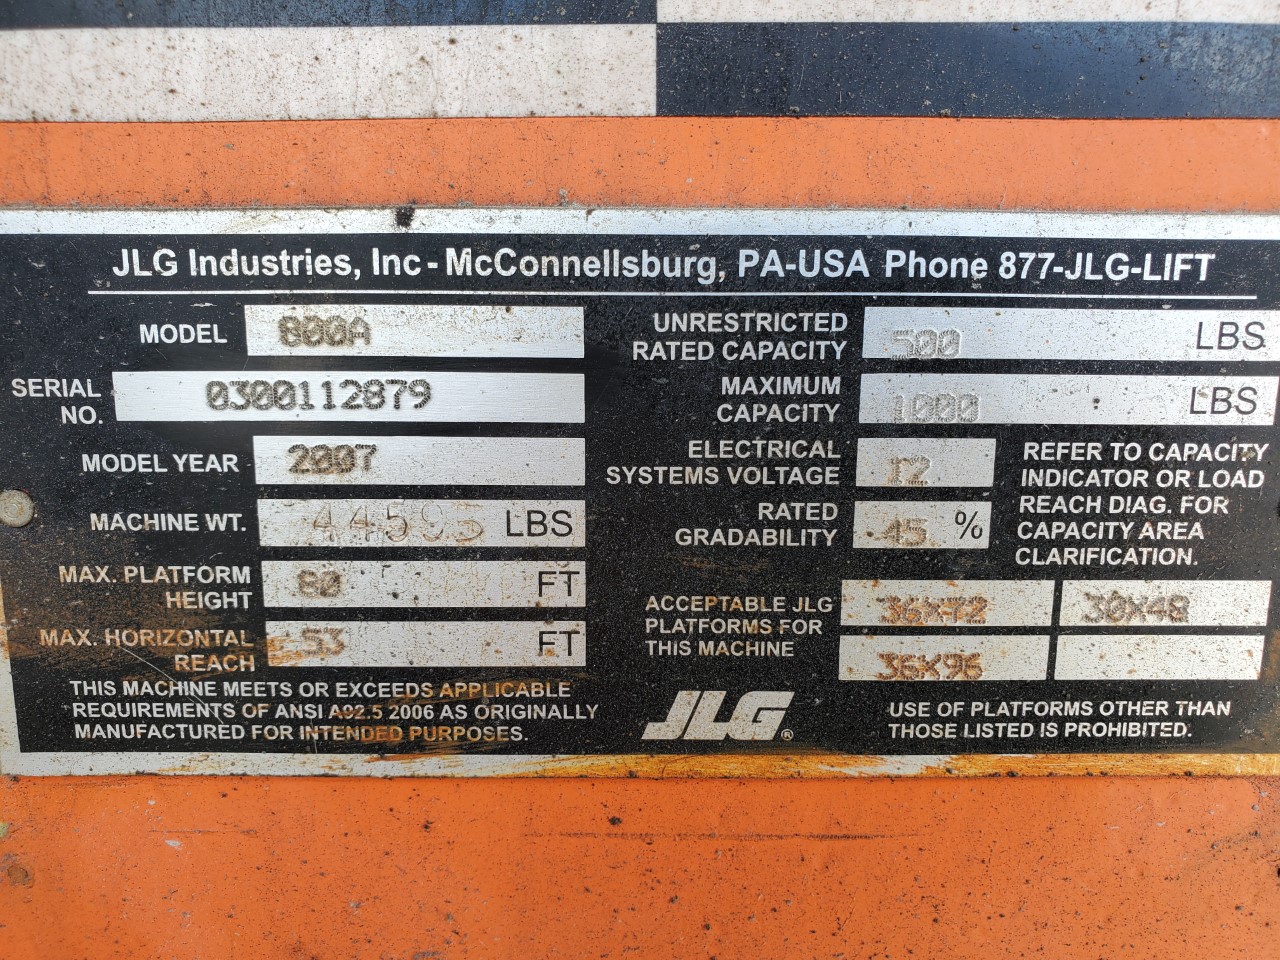 JLG Industries, Inc - McConnellsburg, PA-USA Phone 877-JLG-LIFT
MODEL 800A
SERIAL NO. 0300112879
MODEL YEAR 2007
MACHINE WT. 44593 LBS
MAX. PLATFORM HEIGHT 80 FT
MAX. HORIZONTAL REACH 53 FT
THIS MACHINE MEETS OR EXCEEDS APPLICABLE
REQUIREMENTS OF ANSI A92.5 2006 AS ORIGINALLY
MANUFACTURED FOR INTENDED PURPOSES.
UNRESTRICTED RATED CAPACITY 500 LBS
MAXIMUM CAPACITY 1000 LBS
ELECTRICAL SYSTEMS VOLTAGE 12
RATED GRADABILITY 45 %
REFER TO CAPACITY
INDICATOR OR LOAD
REACH DIAG. FOR
CAPACITY AREA
CLARIFICATION.
ACCEPTABLE JLG
PLATFORMS FOR
THIS MACHINE
36X72 30X48
36X96
JLG®
USE OF PLATFORMS OTHER THAN
THOSE LISTED IS PROHIBITED.